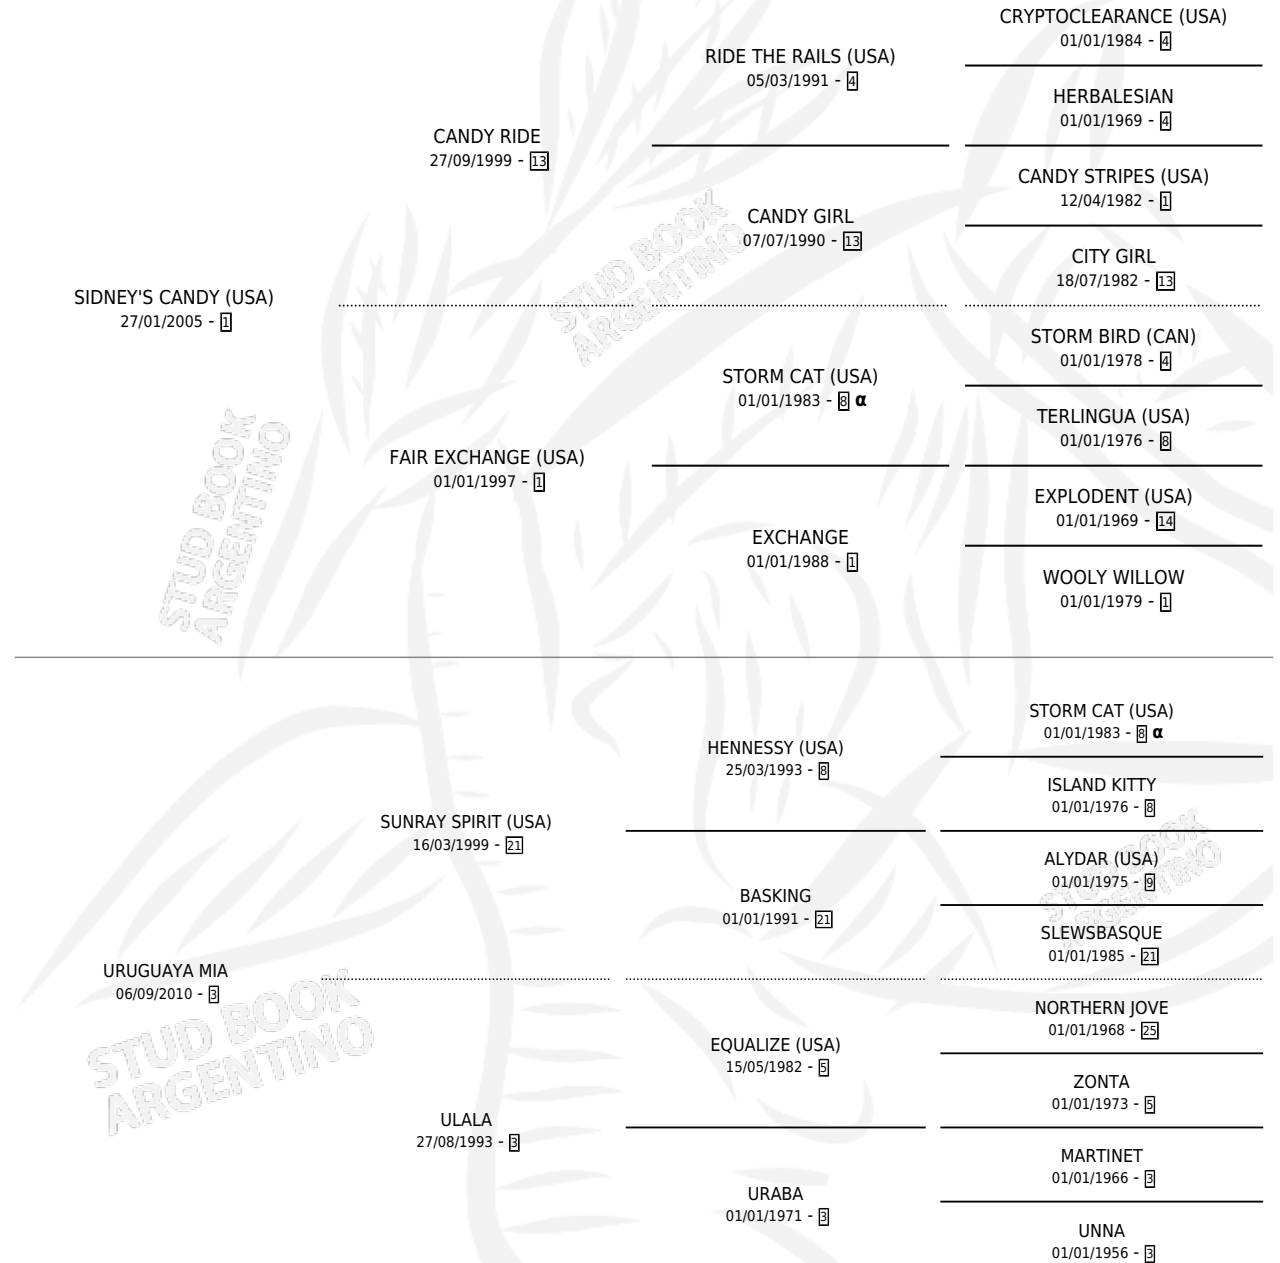 CRYPTOCLEARANCE (USA)
01/01/1984 - 4
RIDE THE RAILS (USA)
05/03/1991 - 4
HERBALESIAN
01/01/1969 - 4
CANDY RIDE
27/09/1999 - 13
CANDY STRIPES (USA)
12/04/1982 - 1
CANDY GIRL
07/07/1990 - 13
CITY GIRL
18/07/1982 - 13
SIDNEY'S CANDY (USA)
27/01/2005 - 1
STORM BIRD (CAN)
01/01/1978 - 4
STORM CAT (USA)
01/01/1983 - 8 α
TERLINGUA (USA)
01/01/1976 - 8
FAIR EXCHANGE (USA)
01/01/1997 - 1
EXPLODENT (USA)
01/01/1969 - 14
EXCHANGE
01/01/1988 - 1
WOOLY WILLOW
01/01/1979 - 1
STUD BOOK
ARGENTINO
STUD BOOK
ARGENTINO
STORM CAT (USA)
01/01/1983 - 8 α
HENNESSY (USA)
25/03/1993 - 8
ISLAND KITTY
01/01/1976 - 8
SUNRAY SPIRIT (USA)
16/03/1999 - 21
ALYDAR (USA)
01/01/1975 - 9
BASKING
01/01/1991 - 21
SLEWSBASQUE
01/01/1985 - 21
URUGUAYA MIA
06/09/2010 - 3
NORTHERN JOVE
01/01/1968 - 25
EQUALIZE (USA)
15/05/1982 - 5
ZONTA
01/01/1973 - 5
ULALA
27/08/1993 - 3
MARTINET
01/01/1966 - 3
URABA
01/01/1971 - 3
UNNA
01/01/1956 - 3
STUD BOOK
ARGENTINO
STUD BOOK
ARGENTINO